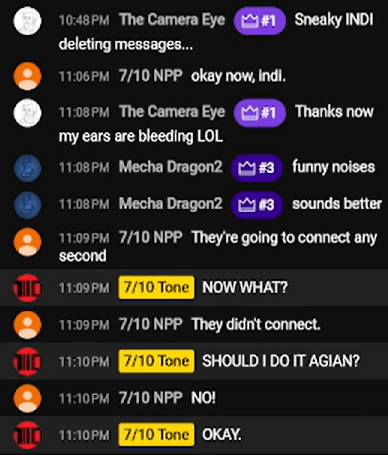 10:48 PM The Camera Eye #1 Sneaky INDI
deleting messages...
11:06 PM 7/10 NPP okay now, indi.
11:08 PM The Camera Eye #1 Thanks now
my ears are bleeding LOL
11:08 PM Mecha Dragon2 #3 funny noises
11:08 PM Mecha Dragon2 #3 sounds better
11:09 PM 7/10 NPP They're going to connect any
second
11:09 PM 7/10 Tone NOW WHAT?
11:09 PM 7/10 NPP They didn't connect.
11:10 PM 7/10 Tone SHOULD I DO IT AGIAN?
11:10 PM 7/10 NPP NO!
11:10 PM 7/10 Tone OKAY.